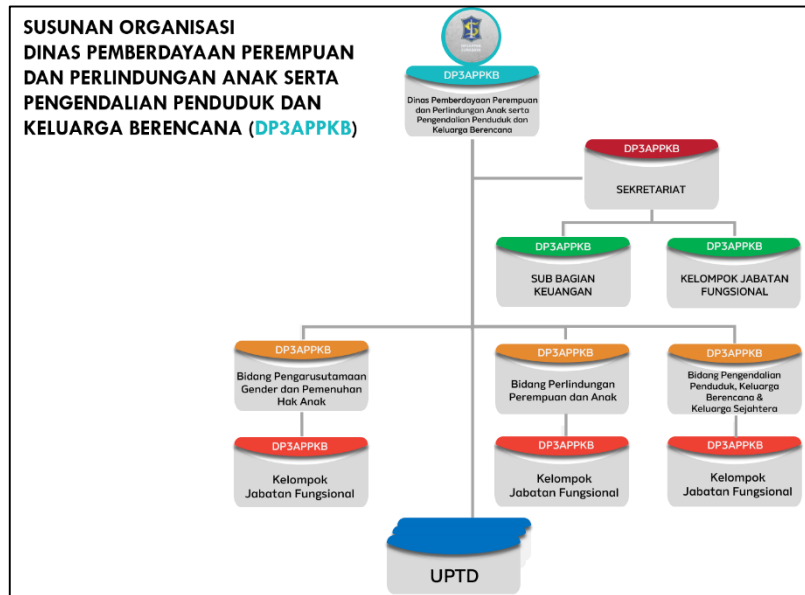 SUSUNAN ORGANISASI
DINAS PEMBERDAYAAN PEREMPUAN
DAN PERLINDUNGAN ANAK SERTA
PENGENDALIAN PENDUDUK DAN
KELUARGA BERENCANA (DP3APPKB)
DP3APPKB
Dinas Pemberdayaan Perempuan
dan Perlindungan Anak serta
Pengendalian Penduduk dan
Keluarga Berencana
DP3APPKB
SEKRETARIAT
DP3APPKB
SUB BAGIAN
KEUANGAN
DP3APPKB
KELOMPOK JABATAN
FUNGSIONAL
DP3APPKB
Bidang Pengarusutamaan
Gender dan Pemenuhan
Hak Anak
DP3APPKB
Bidang Perlindungan
Perempuan dan Anak
DP3APPKB
Bidang Pengendalian
Penduduk, Keluarga
Berencana &
Keluarga Sejahtera
DP3APPKB
Kelompok
Jabatan Fungsional
DP3APPKB
Kelompok
Jabatan Fungsional
DP3APPKB
Kelompok
Jabatan Fungsional
UPTD